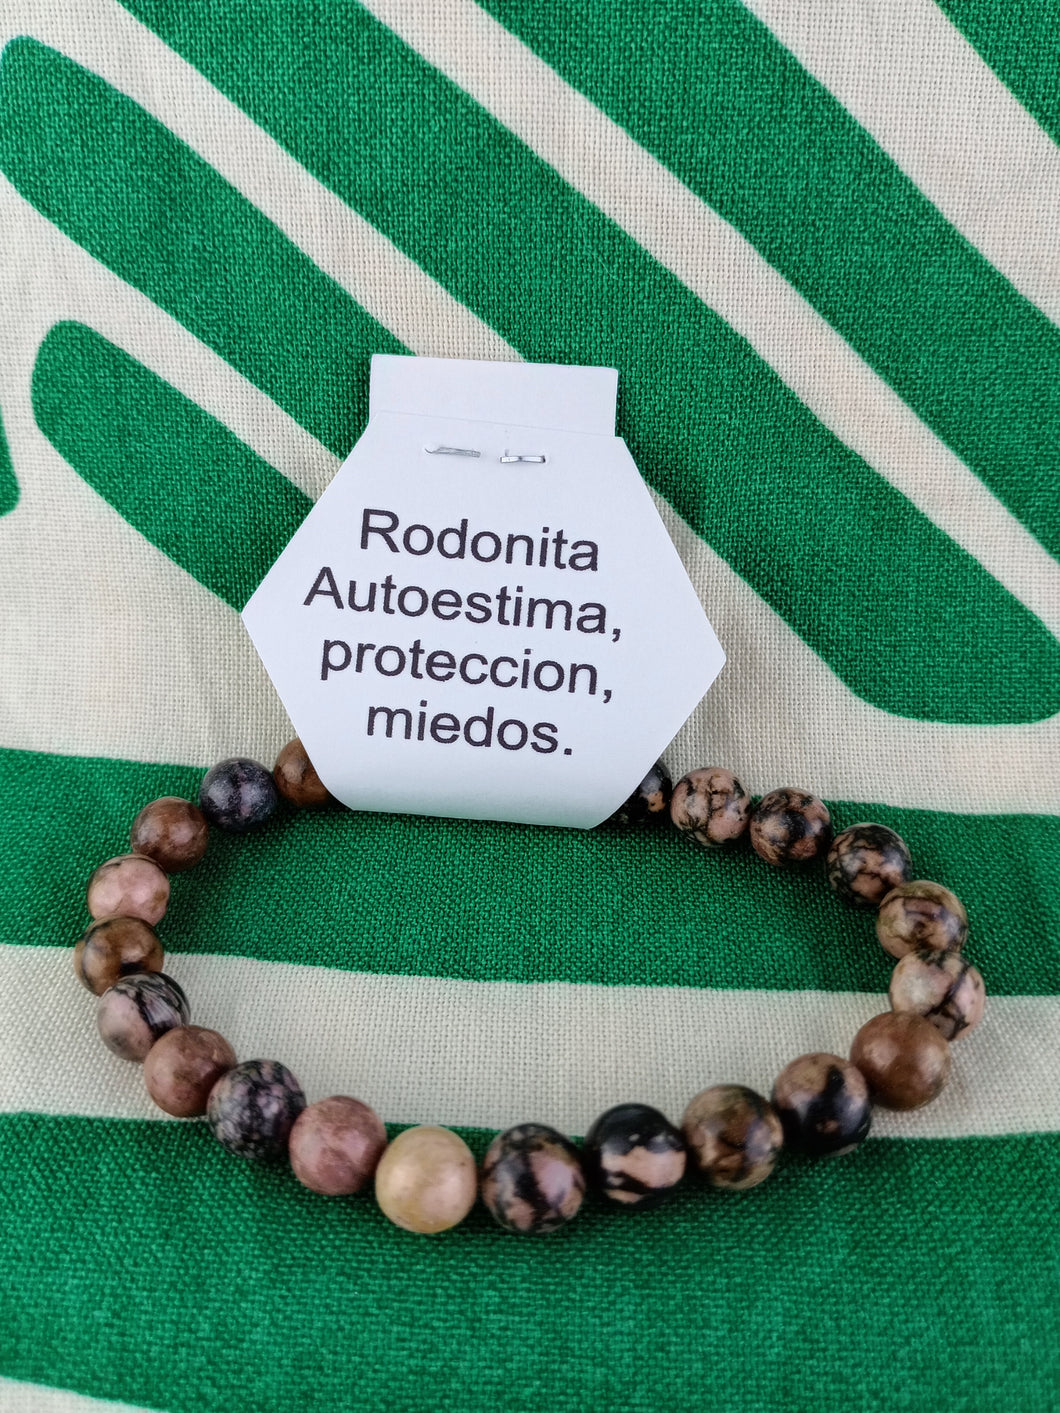 Rodonita
Autoestima,
proteccion,
miedos.